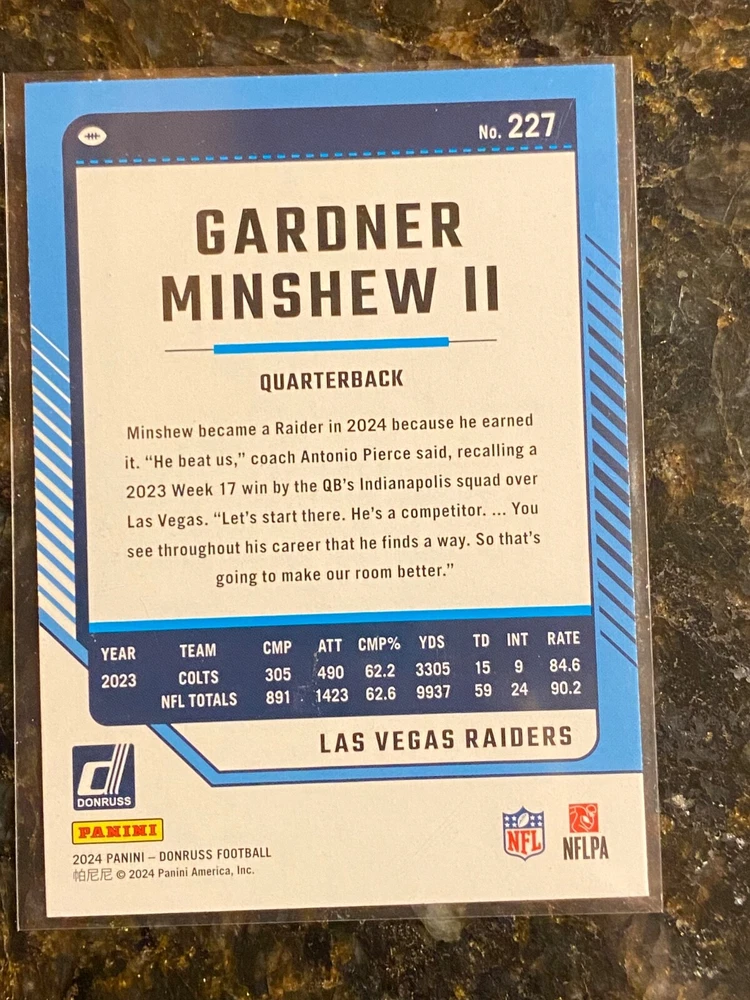 No. 227
GARDNER
MINSHEW II
QUARTERBACK
Minshew became a Raider in 2024 because he earned
it. “He beat us,” coach Antonio Pierce said, recalling a
2023 Week 17 win by the QB’s Indianapolis squad over
Las Vegas. “Let’s start there. He’s a competitor. ... You
see throughout his career that he finds a way. So that’s
going to make our room better.”
YEAR TEAM CMP ATT CMP% YDS TD INT RATE
2023 COLTS 305 490 62.2 3305 15 9 84.6
NFL TOTALS 891 1423 62.6 9937 59 24 90.2
LAS VEGAS RAIDERS
d
DONRUSS
PANINI
2024 PANINI – DONRUSS FOOTBALL
帕尼尼 © 2024 Panini America, Inc.
NFL
NFLPA